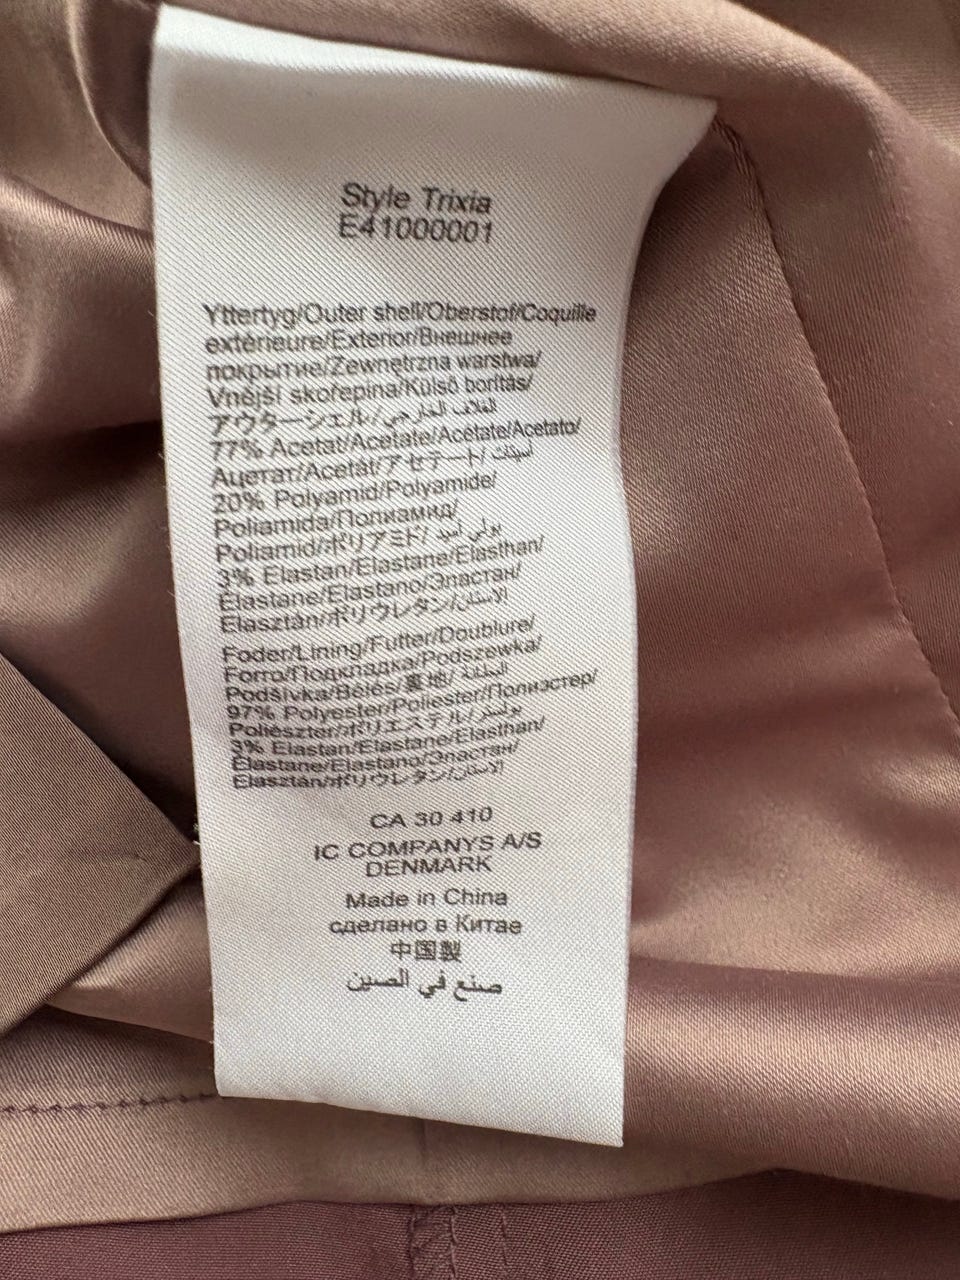 Style Trixia
E41000001
Yttertyg/Outer shell/Oberstof/Coquille
extérieure/Exterior/Внешнее
покрытие/Zewnętrzna warstwa/
Vnější skořepina/Külső borítás/
アウターシェル/الغلاف الخارجي
77% Acetat/Acetate/Acétate/Acetato/
Ацетат/Acetát/アセテート/أسيتات
20% Polyamid/Polyamide/
Poliamida/Полиамид/
Poliamid/ポリアミド/بولي أميد
3% Elastan/Elastane/Elasthan/
Élastane/Elastano/Эластан/
Elasztán/ポリウレタン/الاستان
Foder/Lining/Futter/Doublure/
Forro/Подкладка/Podszewka/
Podšívka/Bélés/裏地/البطانة
97% Polyester/Poliester/Полиэстер/
Poliészter/ポリエステル/بولستر
3% Elastan/Elastane/Elasthan/
Élastane/Elastano/Эластан/
Elasztán/ポリウレタン/الاستان
CA 30 410
IC COMPANYS A/S
DENMARK
Made in China
сделано в Китае
中国製
صنع في الصين